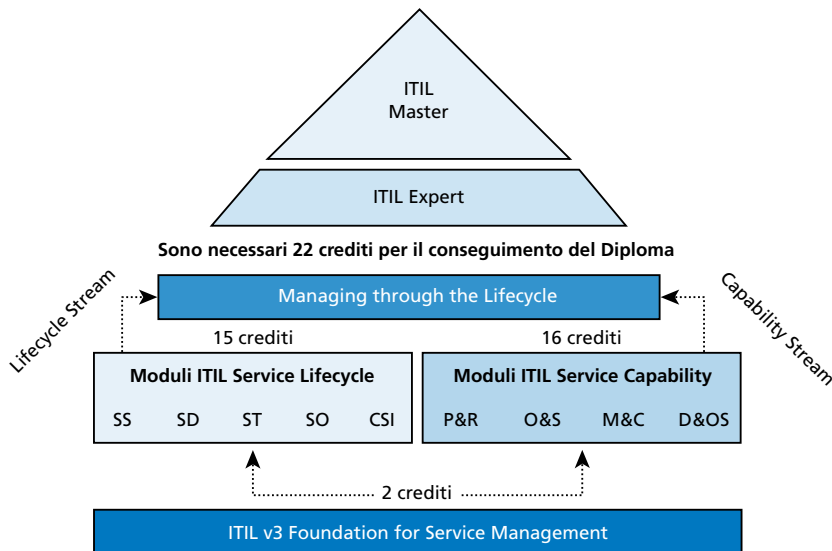 ITIL
Master
ITIL Expert
Sono necessari 22 crediti per il conseguimento del Diploma
Lifecycle Stream
Managing through the Lifecycle
Capability Stream
15 crediti
16 crediti
Moduli ITIL Service Lifecycle
SS SD ST SO CSI
Moduli ITIL Service Capability
P&R O&S M&C D&OS
2 crediti
ITIL v3 Foundation for Service Management